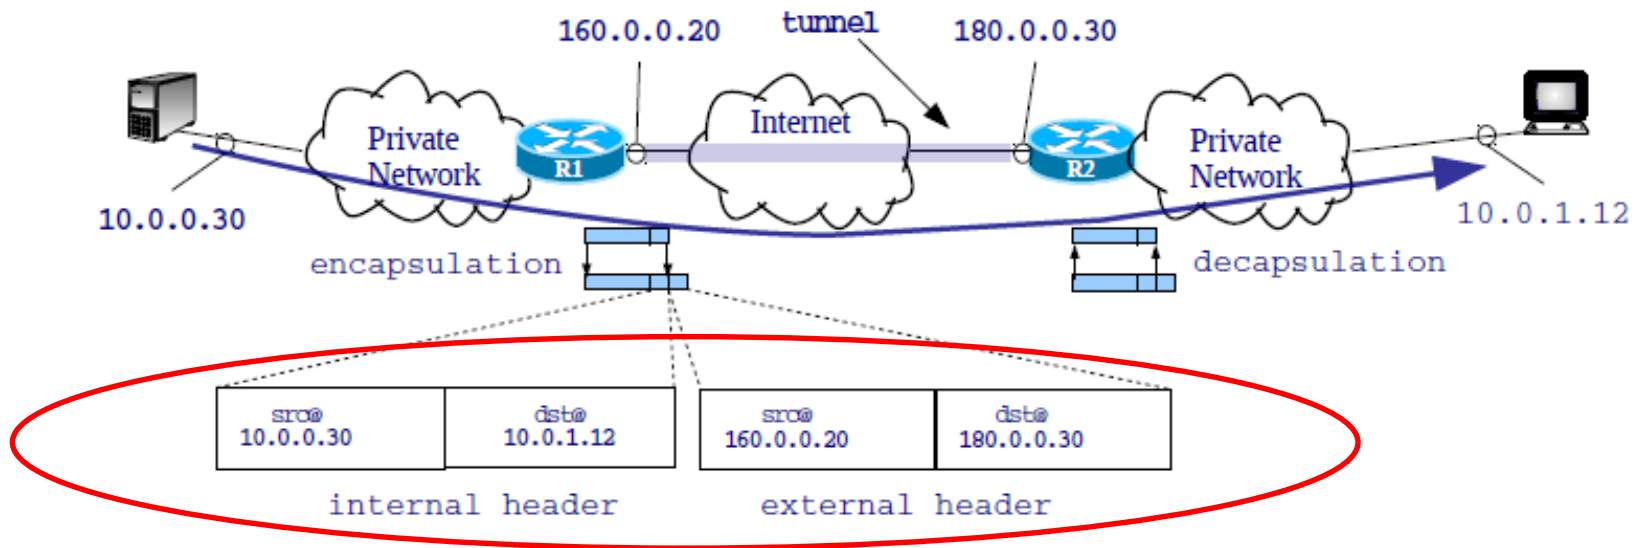 tunnel
160.0.0.20
180.0.0.30
Internet
Private
Network
R1
R2
Private
Network
10.0.0.30
10.0.1.12
encapsulation
decapsulation
src@
10.0.0.30
dst@
10.0.1.12
src@
160.0.0.20
dst@
180.0.0.30
internal header
external header